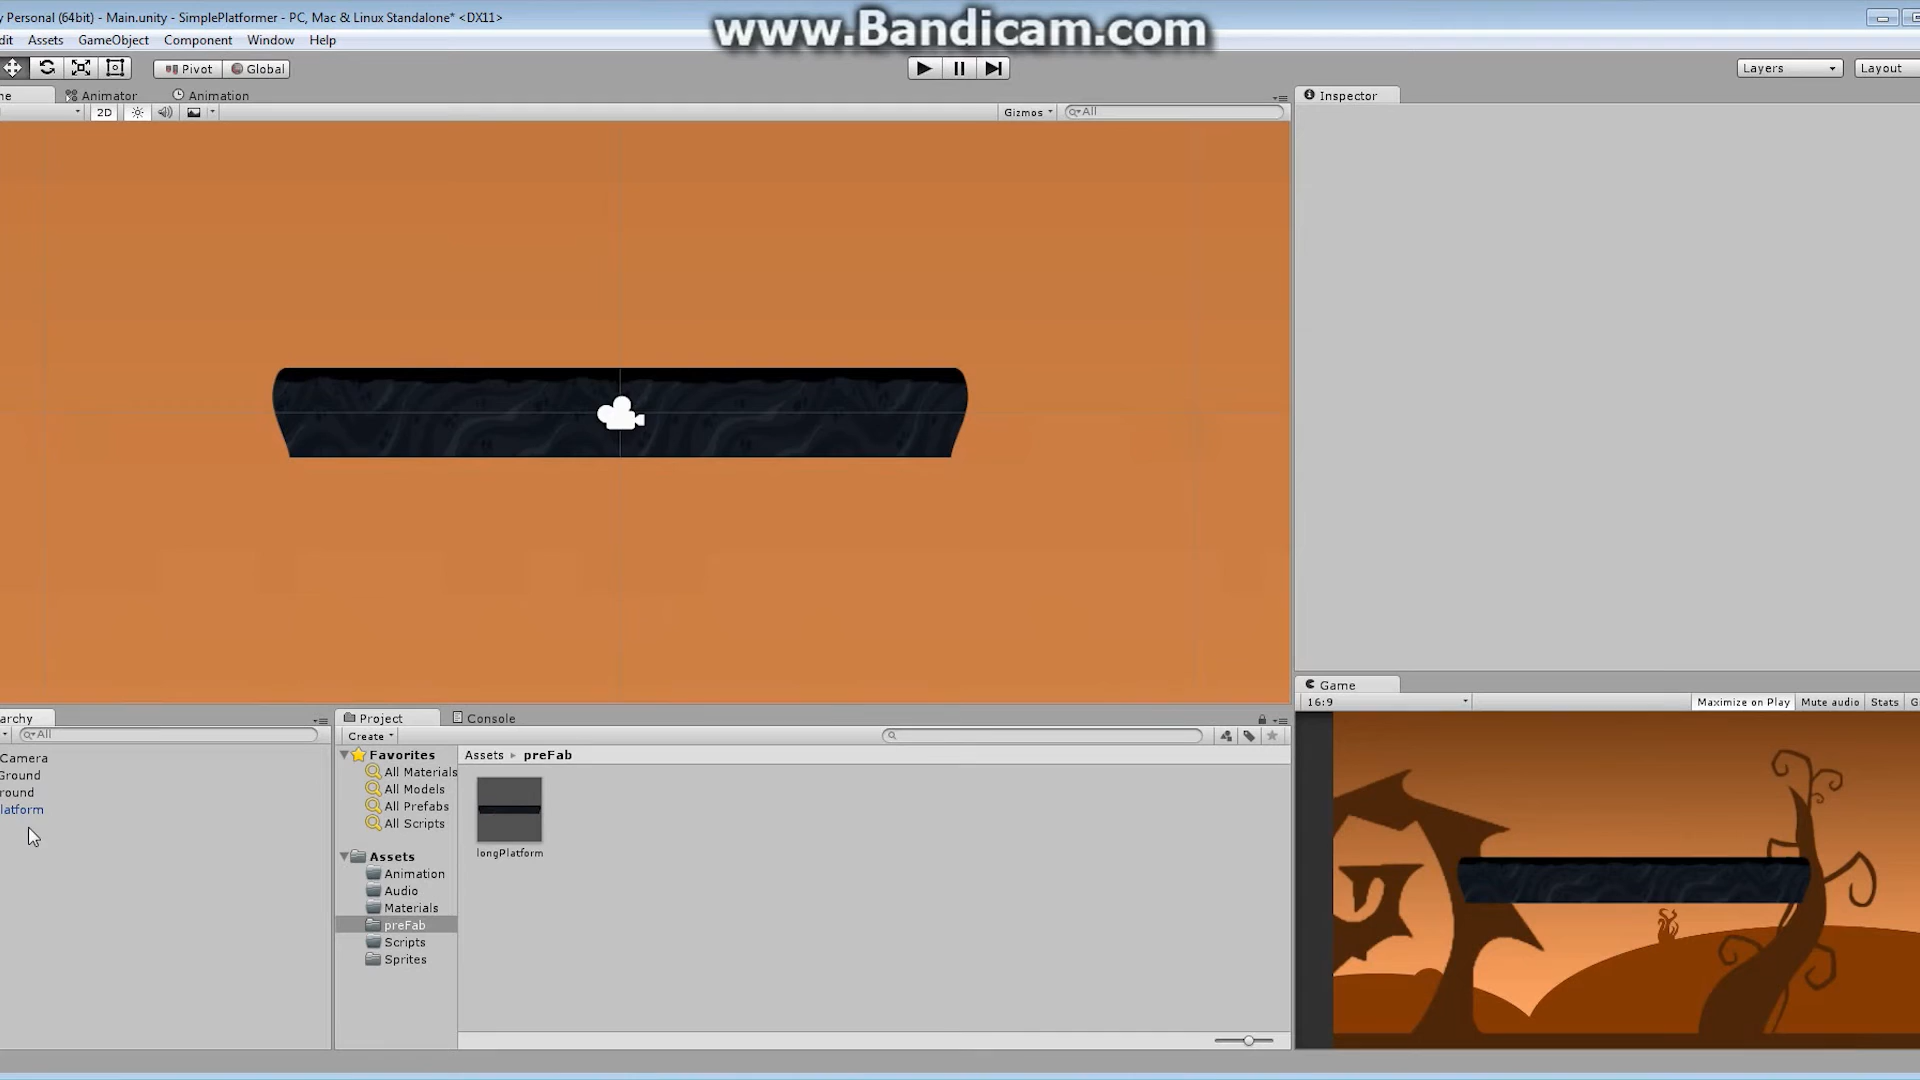 y Personal (64bit) - Main.unity - SimplePlatformer - PC, Mac & Linux Standalone* <DX11>
www.Bandicam.com
dit Assets GameObject Component Window Help
Pivot Global
Layers Layout
ne Animator Animation
Inspector
2D Gizmos All
Game
16:9 Maximize on Play Mute audio Stats G
archy
All
Camera
Ground
round
latform
Project Console
Create
Favorites
All Materials
All Models
All Prefabs
All Scripts
Assets
Animation
Audio
Materials
preFab
Scripts
Sprites
Assets preFab
longPlatform